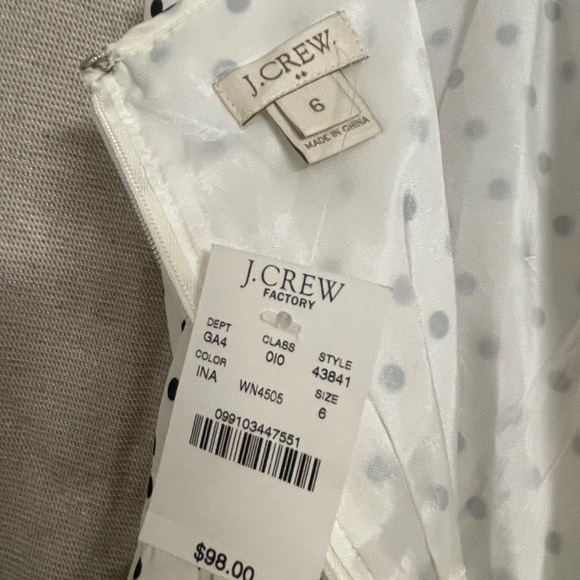 J.CREW
6
MADE IN CHINA
J.CREW
FACTORY
DEPT CLASS STYLE
GA4 010 43841
COLOR SIZE
INA WN4505 6
099103447551
$98.00